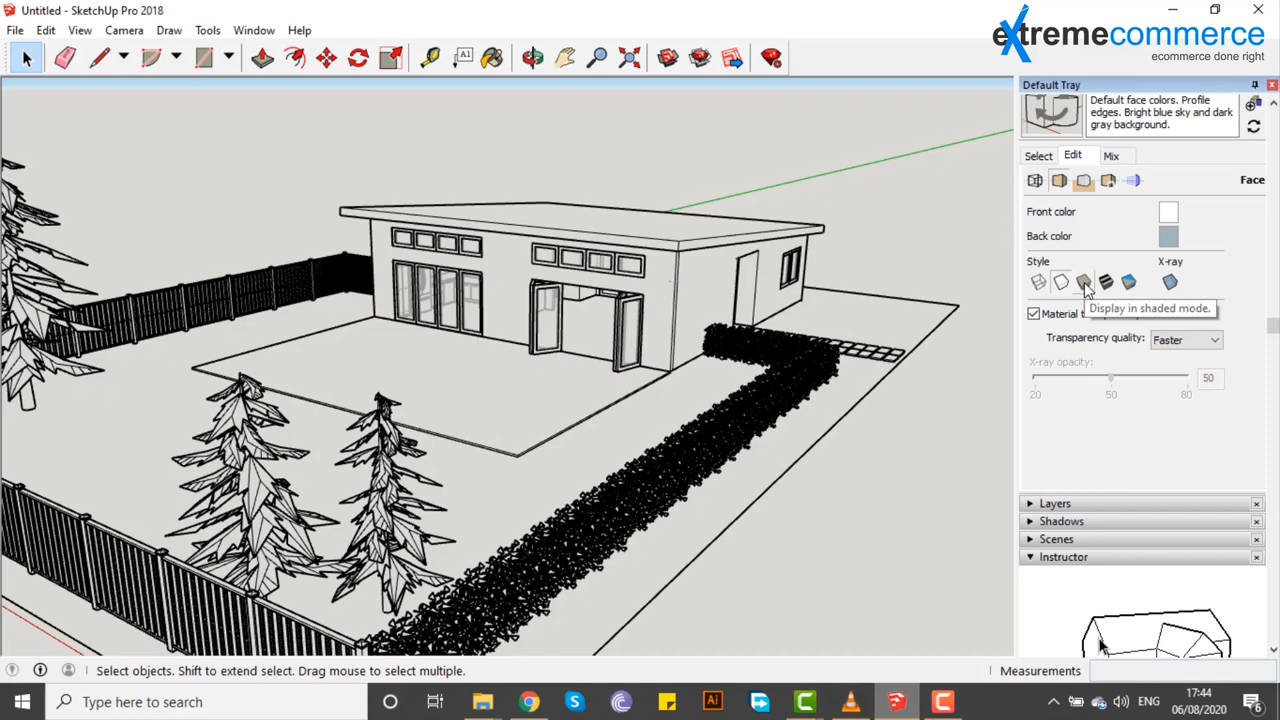 Untitled - SketchUp Pro 2018
extremecommerce
ecommerce done right
File Edit View Camera Draw Tools Window Help
A1
Default Tray
Default face colors. Profile
edges. Bright blue sky and dark
gray background.
Select Edit Mix
Face
Front color
Back color
Style X-ray
Display in shaded mode.
Material t
Transparency quality: Faster
X-ray opacity: 50
20 50 80
Layers
Shadows
Scenes
Instructor
Select objects. Shift to extend select. Drag mouse to select multiple.
Measurements
Type here to search
Ai
ENG
17:44
06/08/2020
6